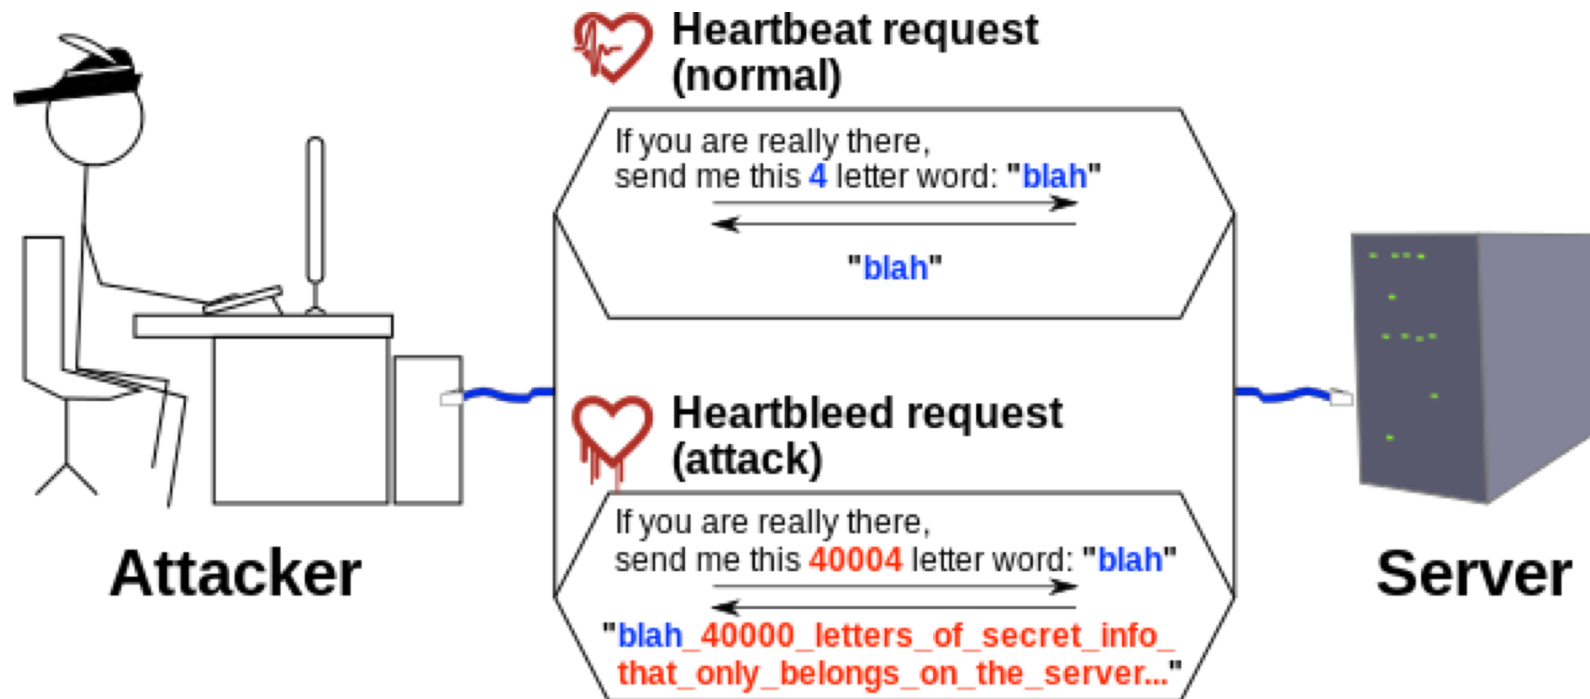 Heartbeat request
(normal)
If you are really there,
send me this 4 letter word: "blah"
"blah"
Heartbleed request
(attack)
If you are really there,
send me this 40004 letter word: "blah"
"blah_40000_letters_of_secret_info_
that_only_belongs_on_the_server..."
Attacker
Server